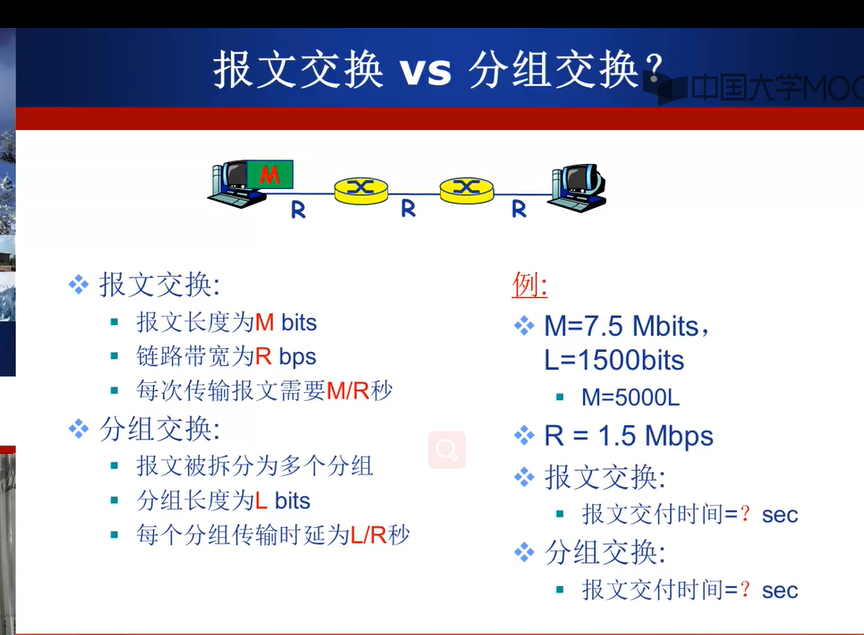 报文交换 vs 分组交换？
中国大学MOO
M
R
R
R
报文交换:
报文长度为M bits
链路带宽为R bps
每次传输报文需要M/R秒
分组交换:
报文被拆分为多个分组
分组长度为L bits
每个分组传输时延为L/R秒
例:
M=7.5 Mbits，
L=1500bits
M=5000L
R = 1.5 Mbps
报文交换:
报文交付时间=？sec
分组交换:
报文交付时间=？sec